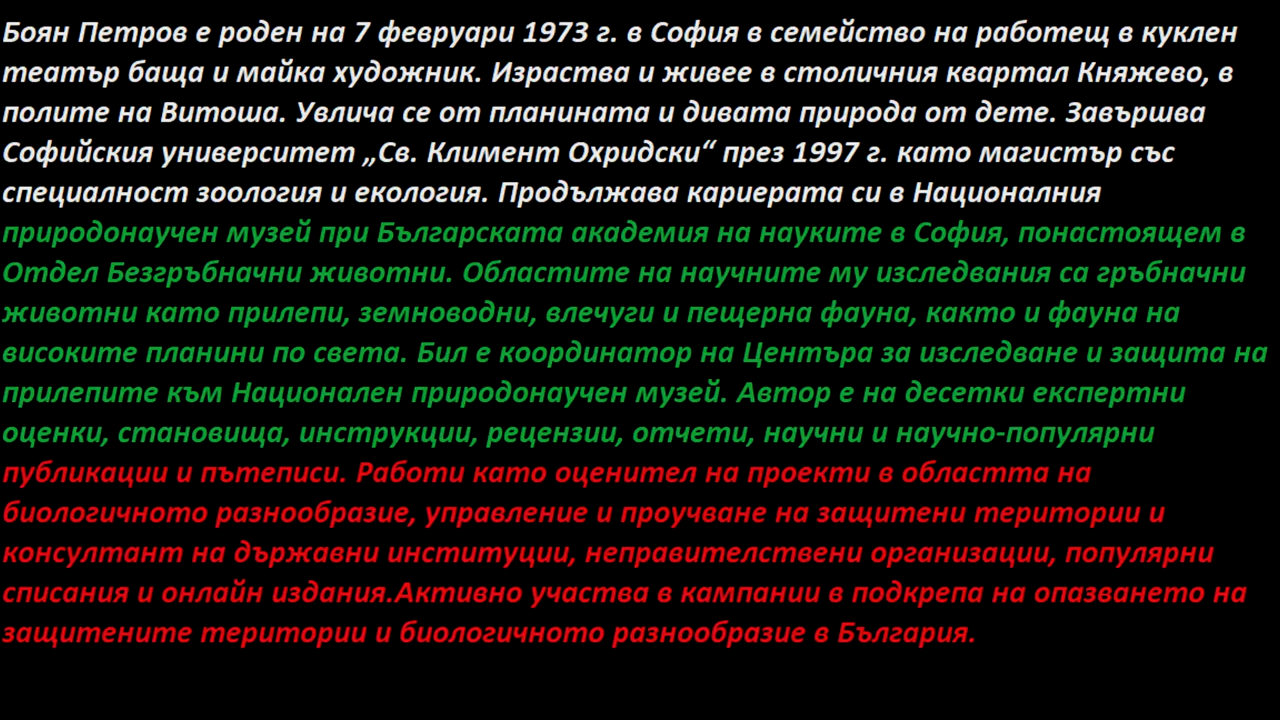 Боян Петров е роден на 7 февруари 1973 г. в София в семейство на работещ в куклен
театър баща и майка художник. Израства и живее в столичния квартал Княжево, в
полите на Витоша. Увлича се от планината и дивата природа от дете. Завършва
Софийския университет „Св. Климент Охридски“ през 1997 г. като магистър със
специалност зоология и екология. Продължава кариерата си в Националния
природонаучен музей при Българската академия на науките в София, понастоящем в
Отдел Безгръбначни животни. Областите на научните му изследвания са гръбначни
животни като прилепи, земноводни, влечуги и пещерна фауна, както и фауна на
високите планини по света. Бил е координатор на Центъра за изследване и защита на
прилепите към Национален природонаучен музей. Автор е на десетки експертни
оценки, становища, инструкции, рецензии, отчети, научни и научно-популярни
публикации и пътеписи. Работи като оценител на проекти в областта на
биологичното разнообразие, управление и проучване на защитени територии и
консултант на държавни институции, неправителствени организации, популярни
списания и онлайн издания.Активно участва в кампании в подкрепа на опазването на
защитените територии и биологичното разнообразие в България.